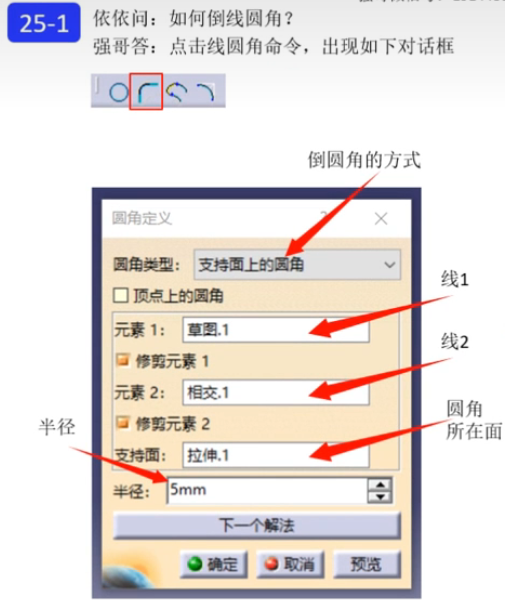 25-1
依依问：如何倒线圆角？
强哥答：点击线圆角命令，出现如下对话框
倒圆角的方式
圆角定义
?
圆角类型：
支持面上的圆角
顶点上的圆角
线1
元素 1：
草图.1
修剪元素 1
线2
元素 2：
相交.1
修剪元素 2
圆角
所在面
半径
支持面：
拉伸.1
半径：
5mm
下一个解法
确定
取消
预览